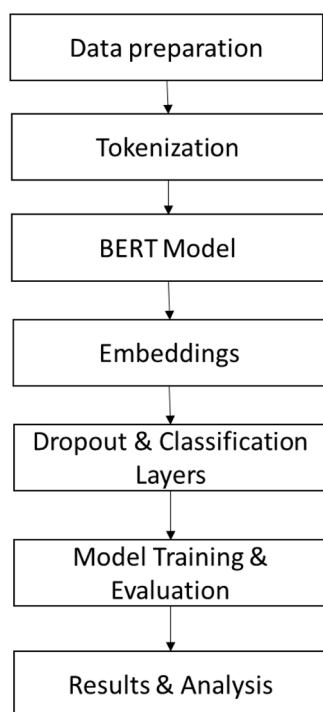 Data preparation
Tokenization
BERT Model
Embeddings
Dropout & Classification
Layers
Model Training &
Evaluation
Results & Analysis